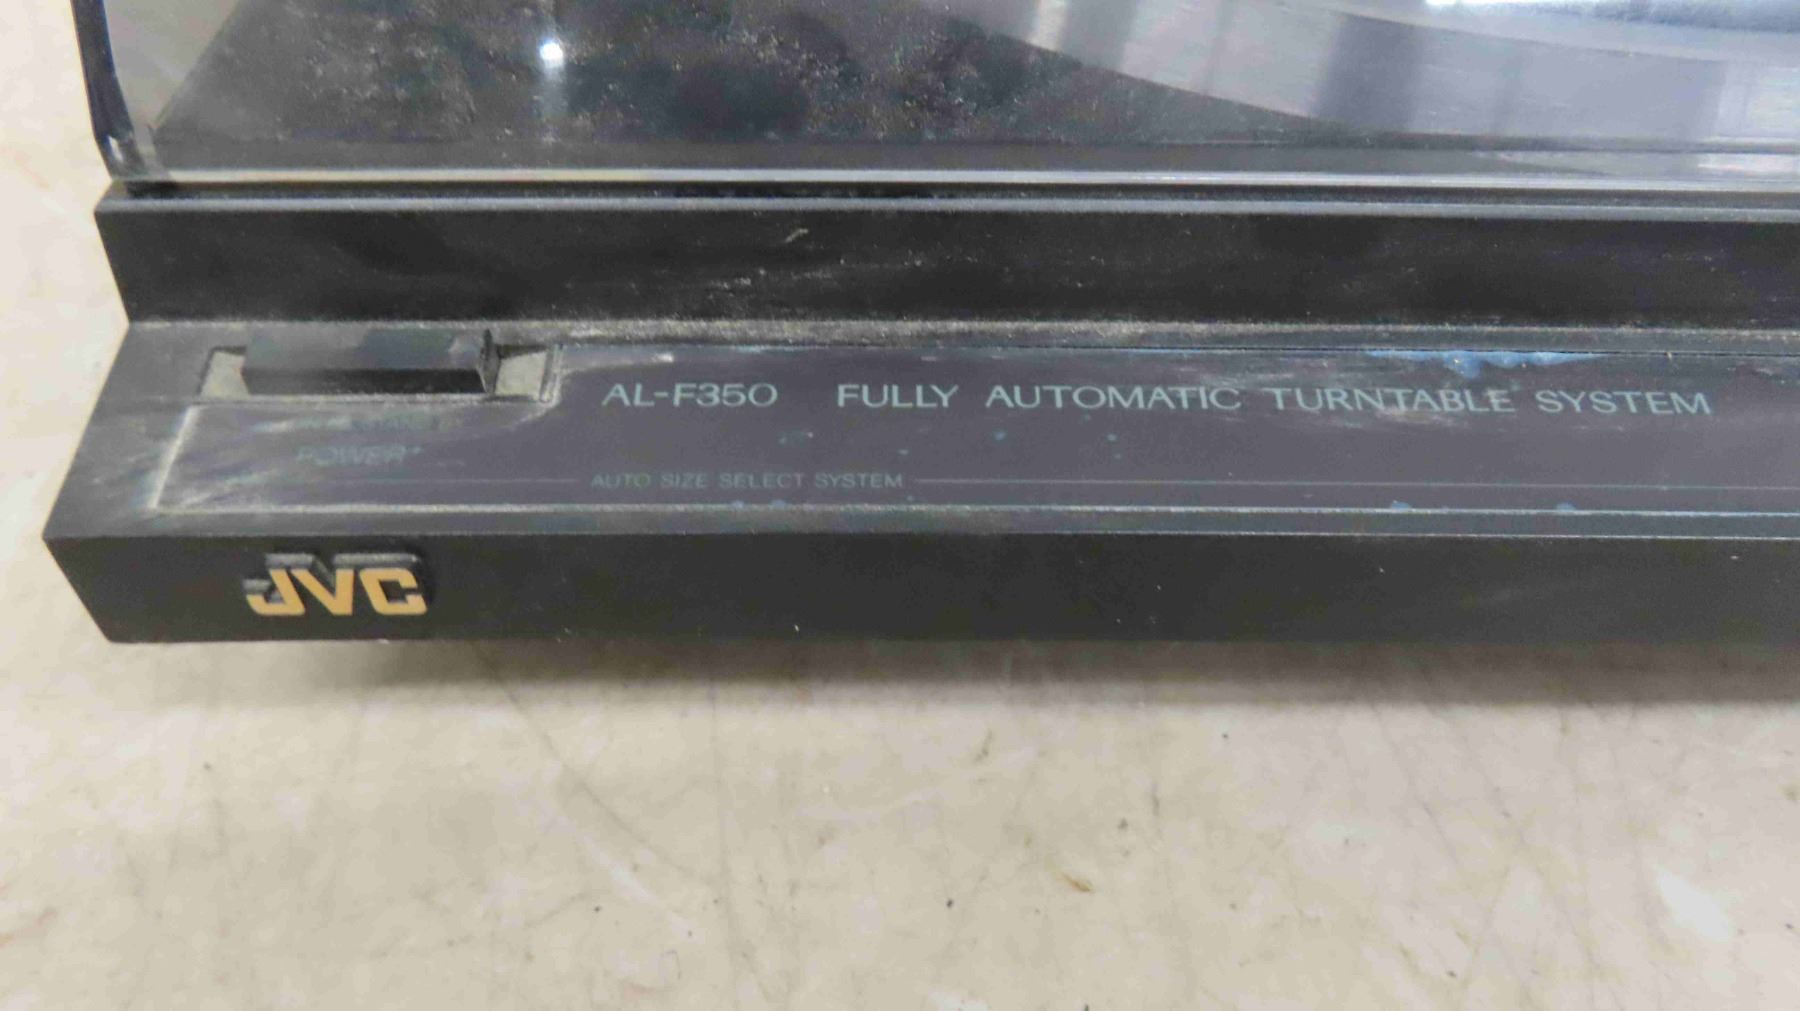 AL-F350 FULLY AUTOMATIC TURNTABLE SYSTEM
POWER
AUTO SIZE SELECT SYSTEM
JVC